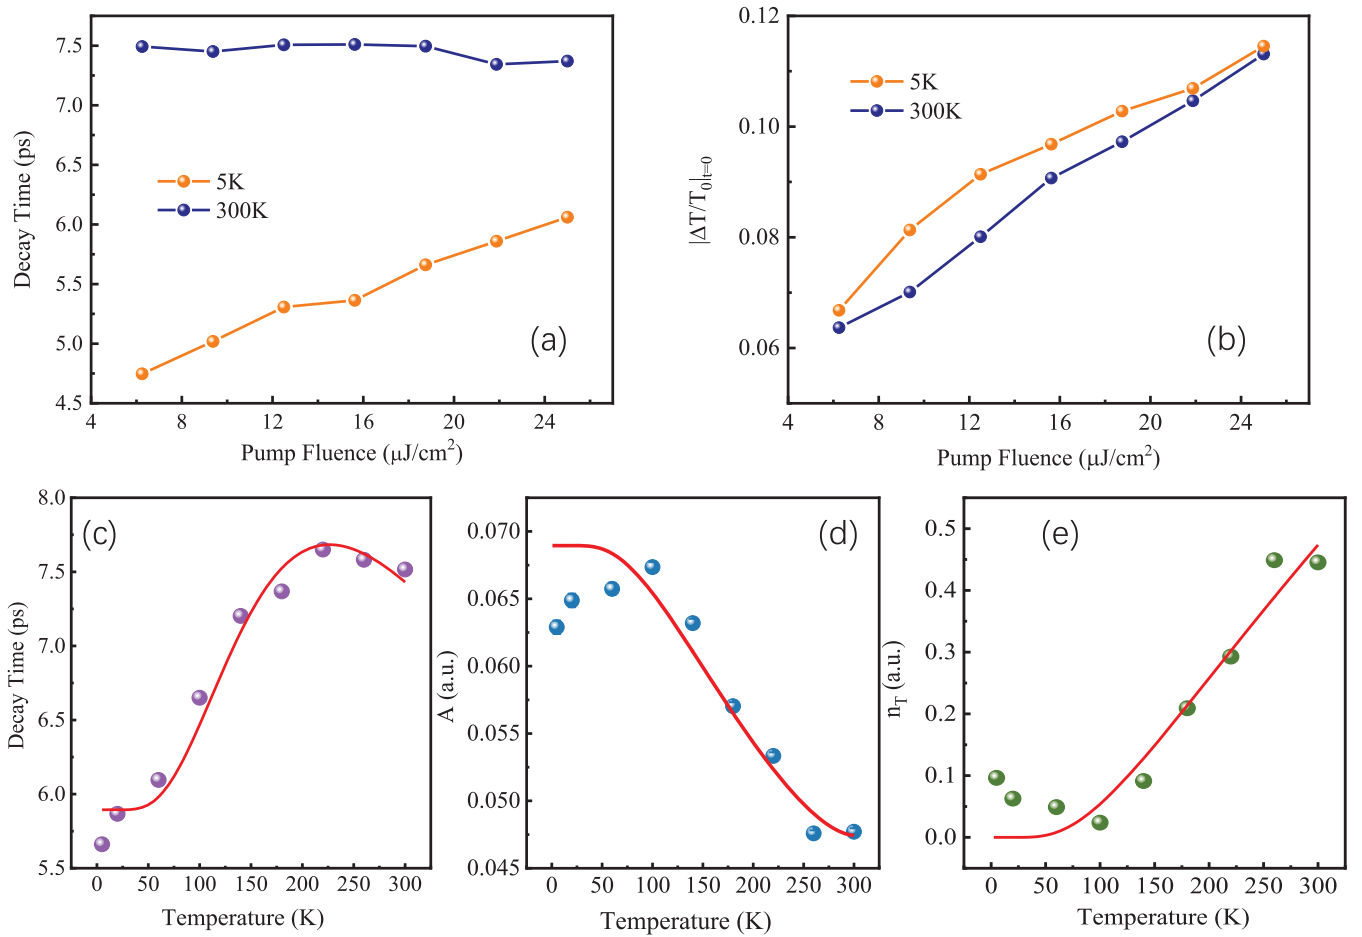 7.5
7.0
6.5
6.0
5.5
5.0
4.5
Decay Time (ps)
5K
300K
(a)
4 8 12 16 20 24
Pump Fluence (μJ/cm²)
0.12
0.10
0.08
0.06
|ΔT/T₀|ₜ₌₀
5K
300K
(b)
4 8 12 16 20 24
Pump Fluence (μJ/cm²)
8.0
7.5
7.0
6.5
6.0
5.5
Decay Time (ps)
(c)
0 50 100 150 200 250 300
Temperature (K)
0.070
0.065
0.060
0.055
0.050
0.045
A (a.u.)
(d)
0 50 100 150 200 250 300
Temperature (K)
0.5
0.4
0.3
0.2
0.1
0.0
n_T (a.u.)
(e)
0 50 100 150 200 250 300
Temperature (K)